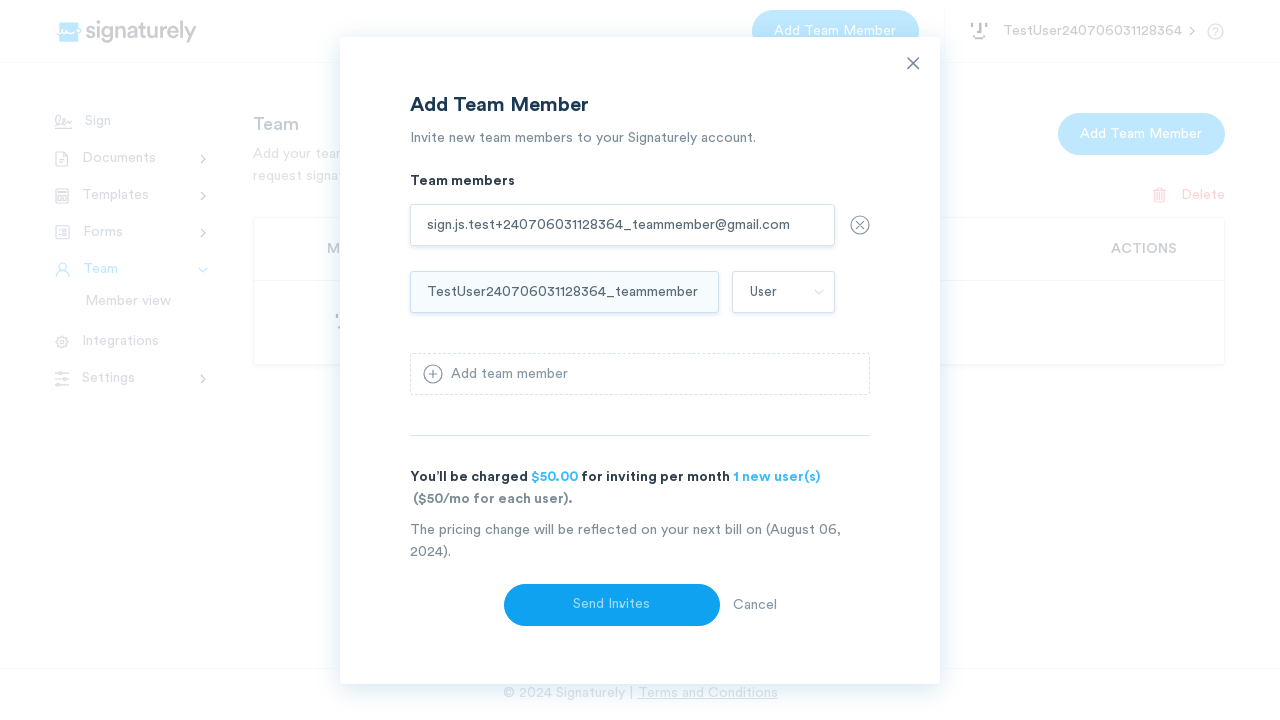 signaturely
Add Team Member
TestUser240706031128364
Sign
Documents
Templates
Forms
Team
Member view
Integrations
Settings
Team
Add your team
request signa
Add Team Member
Delete
M
ACTIONS
Add Team Member
Invite new team members to your Signaturely account.
Team members
sign.js.test+240706031128364_teammember@gmail.com
TestUser240706031128364_teammember
User
Add team member
You'll be charged $50.00 for inviting per month 1 new user(s)
($50/mo for each user).
The pricing change will be reflected on your next bill on (August 06,
2024).
Send Invites
Cancel
© 2024 Signaturely | Terms and Conditions